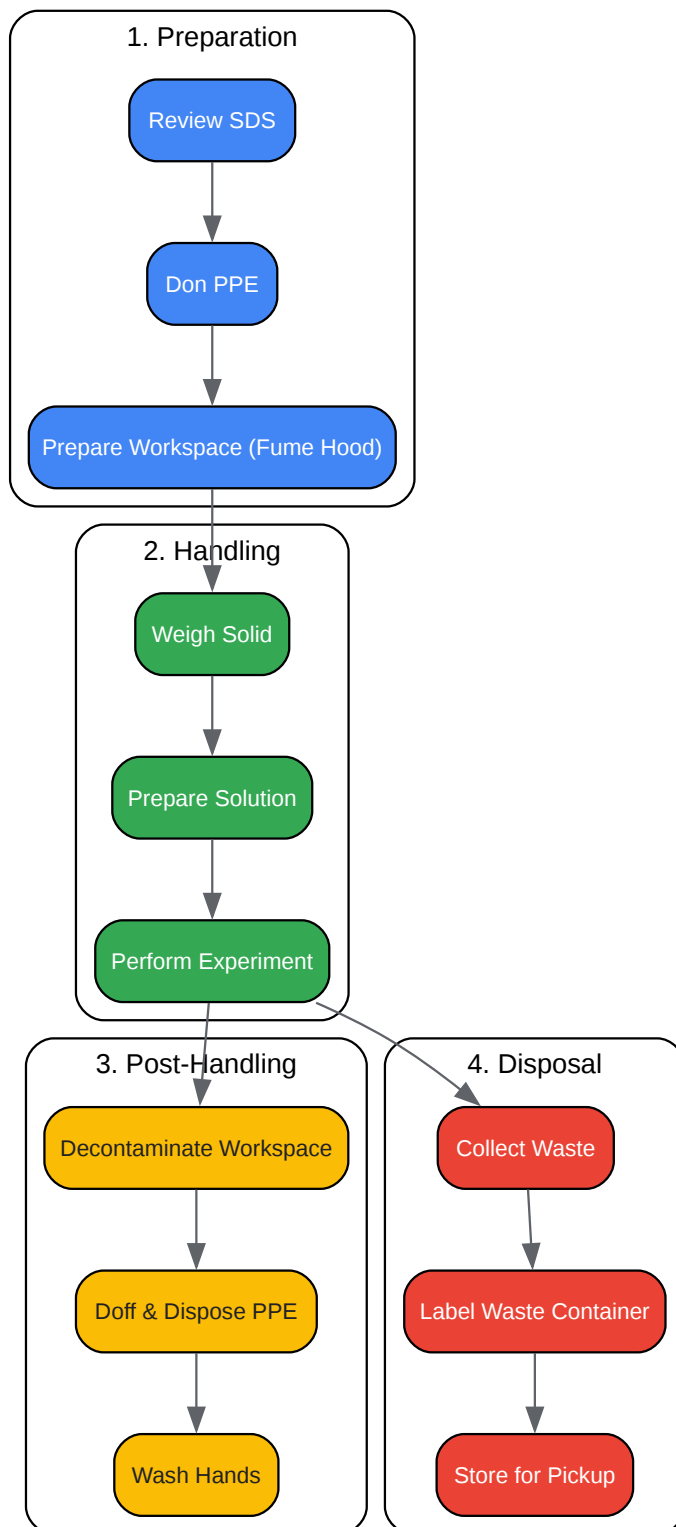 1. Preparation
Review SDS
Don PPE
Prepare Workspace (Fume Hood)
2. Handling
Weigh Solid
Prepare Solution
Perform Experiment
3. Post-Handling
Decontaminate Workspace
Doff & Dispose PPE
Wash Hands
4. Disposal
Collect Waste
Label Waste Container
Store for Pickup